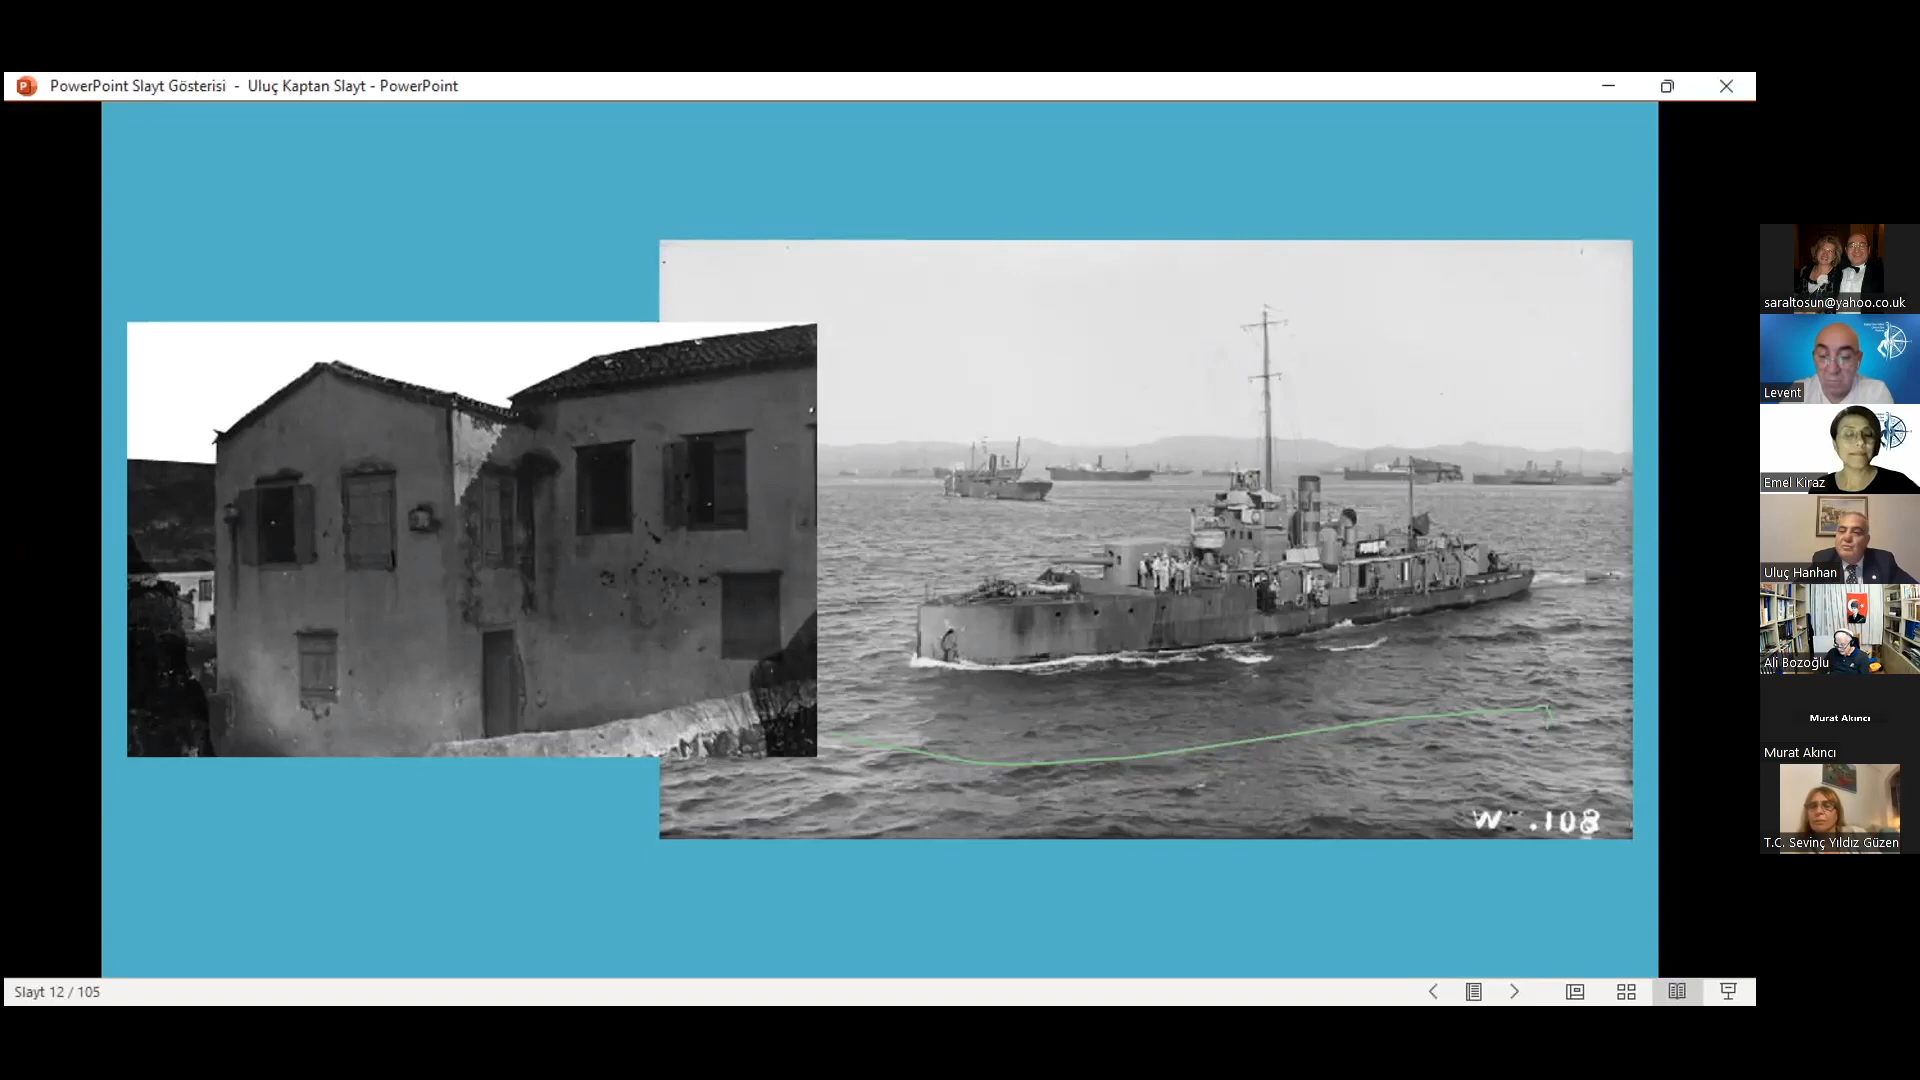 PowerPoint Slayt Gösterisi - Uluç Kaptan Slayt - PowerPoint
saraltosun@yahoo.co.uk
Levent
Emel Kiraz
Uluç Hanhan
Ali Bozoğlu
Murat Akıncı
Murat Akıncı
T.C. Sevinç Yıldız Güzen
.108
Slayt 12 / 105